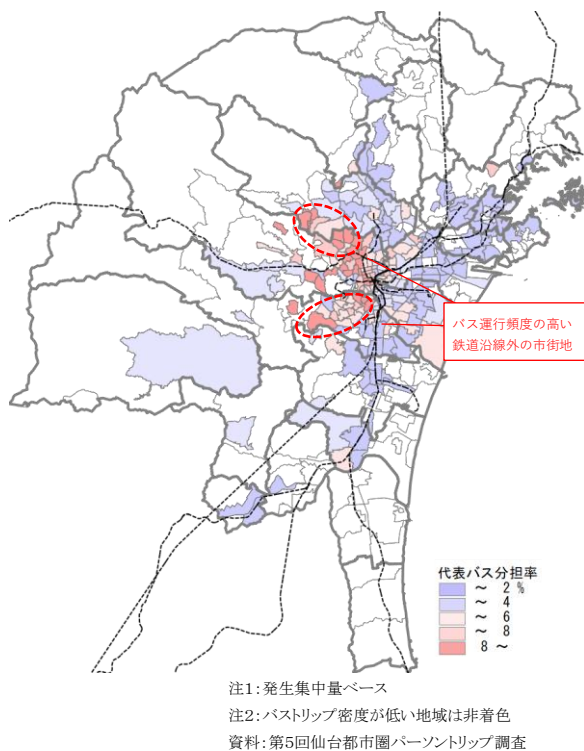 バス運行頻度の高い
鉄道沿線外の市街地
代表バス分担率
～ 2 %
～ 4
～ 6
～ 8
8 ～
注1：発生集中量ベース
注2：バストリップ密度が低い地域は非着色
資料：第5回仙台都市圏パーソントリップ調査